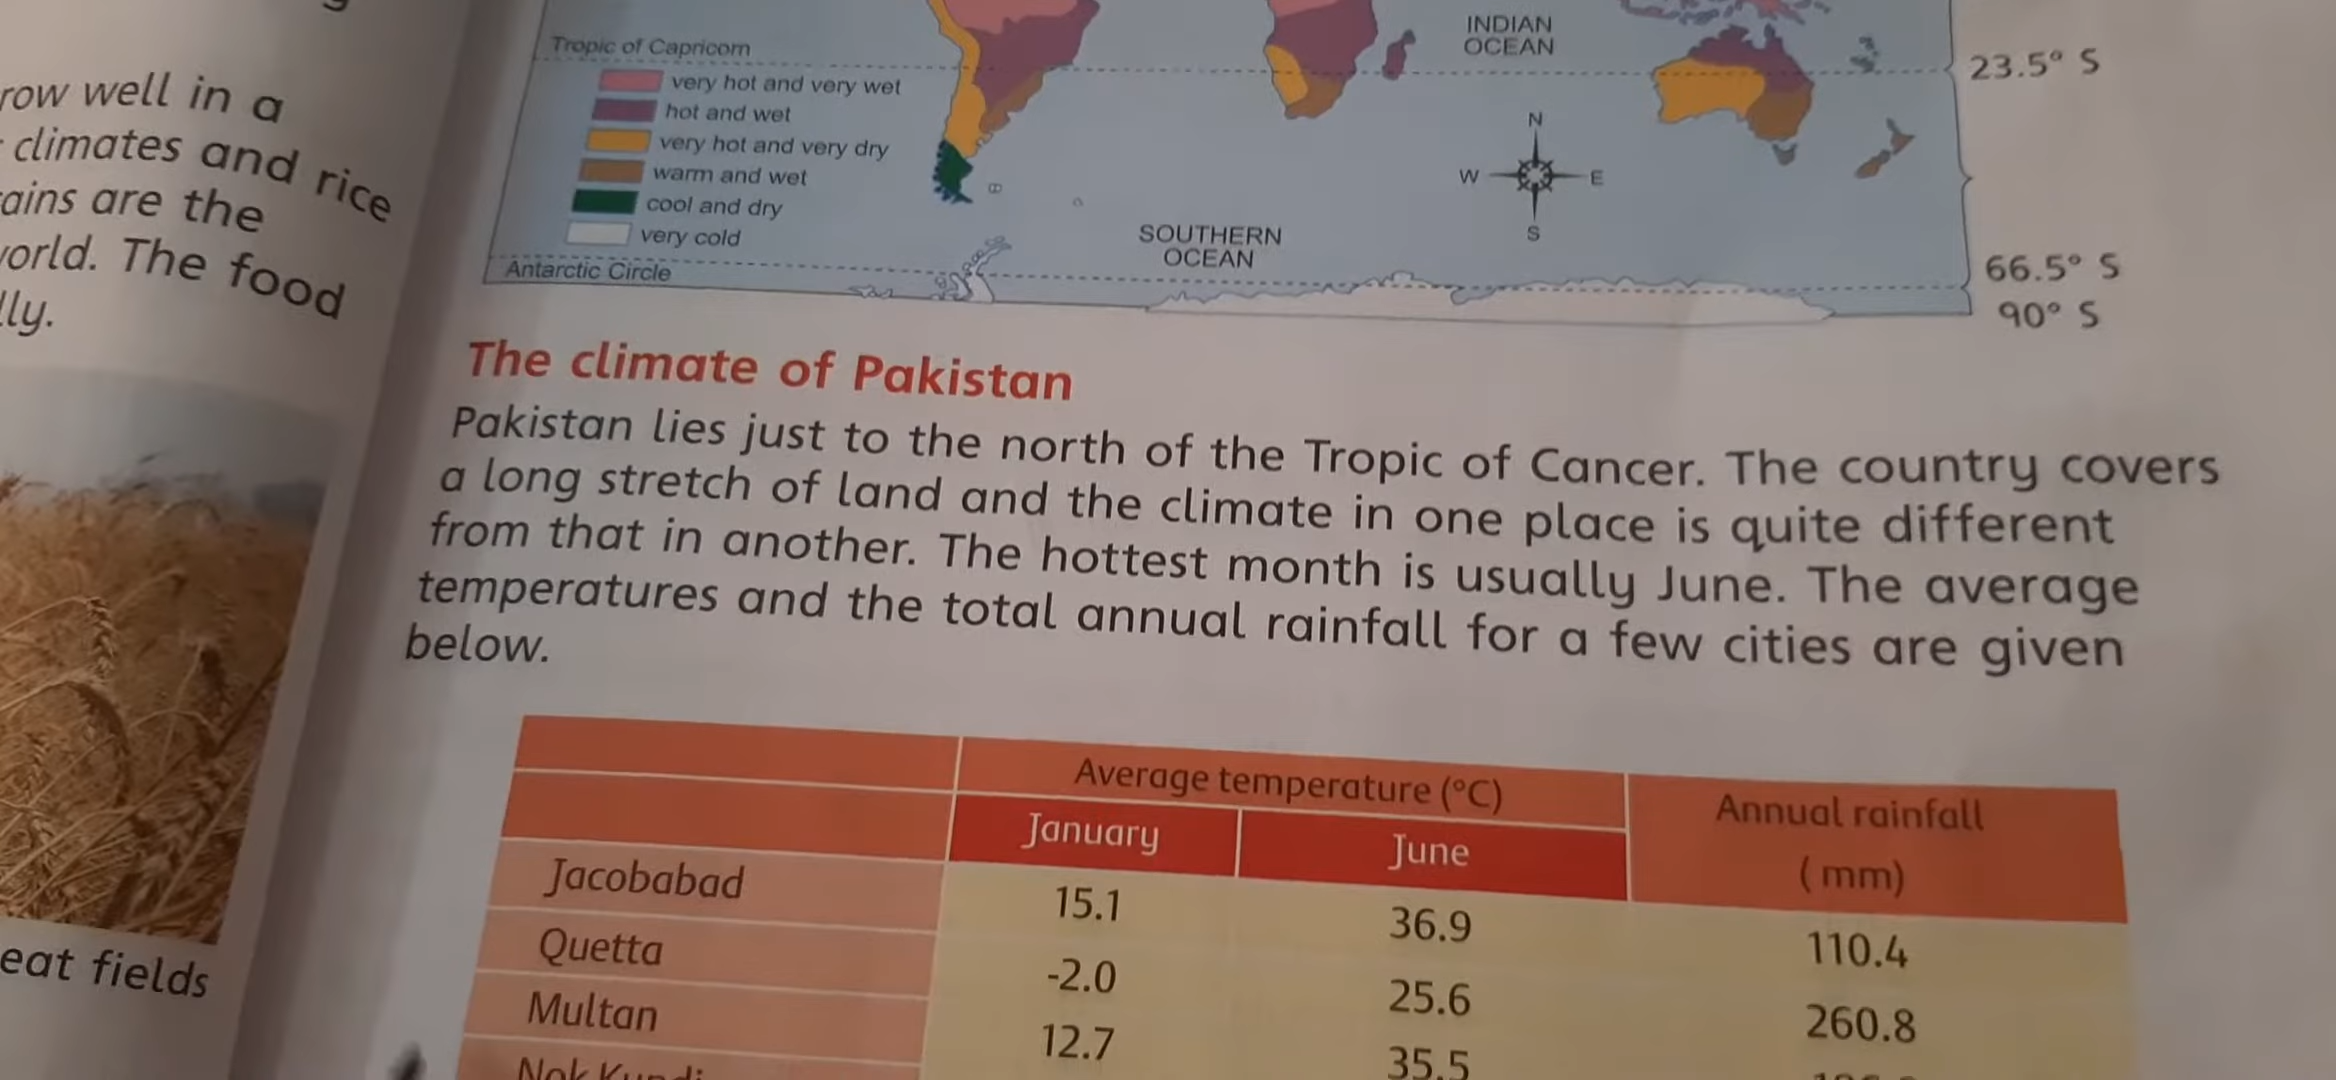 row well in a
climates and rice
ains are the
orld. The food
lly.
eat fields
Tropic of Capricorn
very hot and very wet
hot and wet
very hot and very dry
warm and wet
cool and dry
very cold
Antarctic Circle
INDIAN
OCEAN
N
W
E
S
SOUTHERN
OCEAN
23.5° S
66.5° S
90° S
The climate of Pakistan
Pakistan lies just to the north of the Tropic of Cancer. The country covers
a long stretch of land and the climate in one place is quite different
from that in another. The hottest month is usually June. The average
temperatures and the total annual rainfall for a few cities are given
below.
Average temperature (°C)
Annual rainfall
(mm)
January
June
Jacobabad 15.1 36.9 110.4
Quetta -2.0 25.6 260.8
Multan 12.7 35.5
Nok Kundi